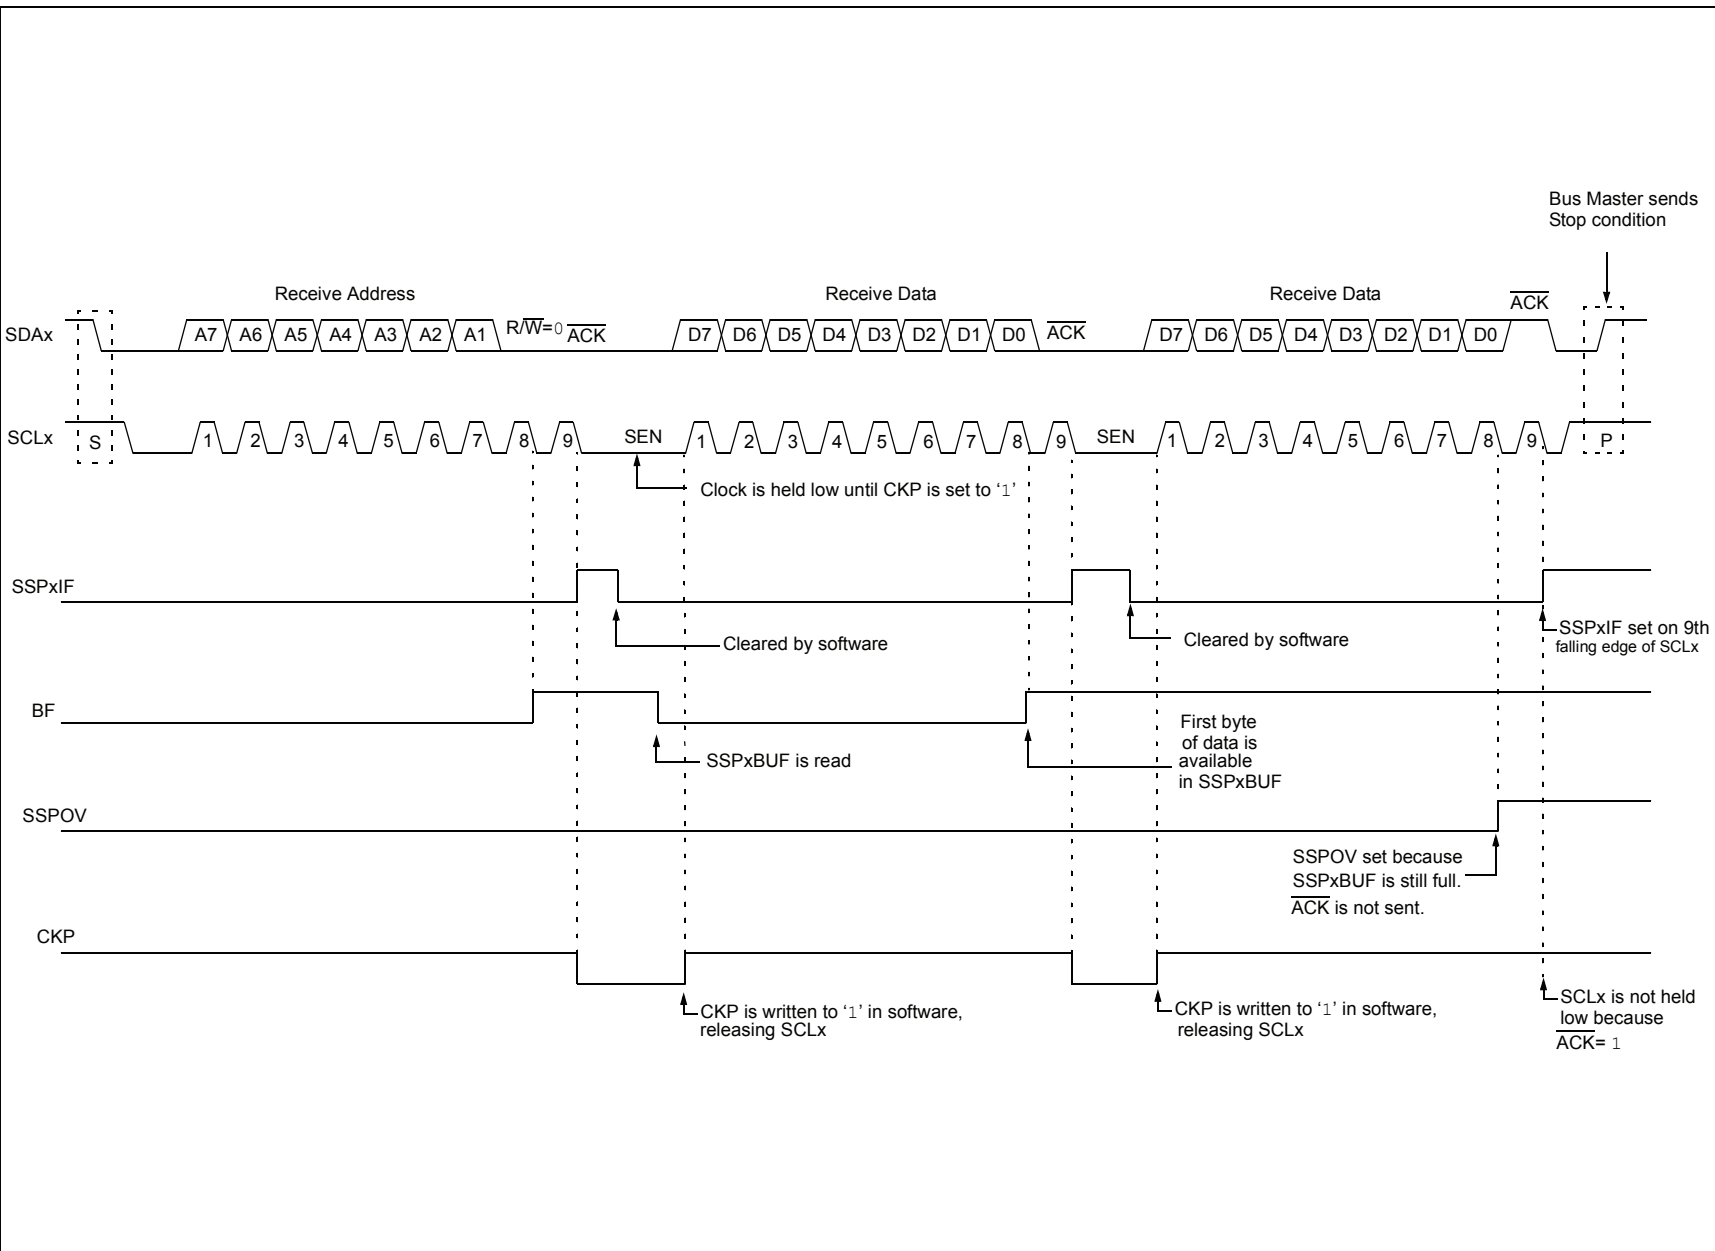 Bus Master sends
Stop condition
Receive Address
Receive Data
Receive Data
ACK
SDAx
A7 A6 A5 A4 A3 A2 A1 R/W=0 ACK
D7 D6 D5 D4 D3 D2 D1 D0 ACK
D7 D6 D5 D4 D3 D2 D1 D0
SCLx
S
1 2 3 4 5 6 7 8 9 SEN
1 2 3 4 5 6 7 8 9 SEN
1 2 3 4 5 6 7 8 9
P
Clock is held low until CKP is set to ‘1’
SSPxIF
Cleared by software
Cleared by software
SSPxIF set on 9th
falling edge of SCLx
BF
SSPxBUF is read
First byte
of data is
available
in SSPxBUF
SSPOV
SSPOV set because
SSPxBUF is still full.
ACK is not sent.
CKP
CKP is written to ‘1’ in software,
releasing SCLx
CKP is written to ‘1’ in software,
releasing SCLx
SCLx is not held
low because
ACK= 1